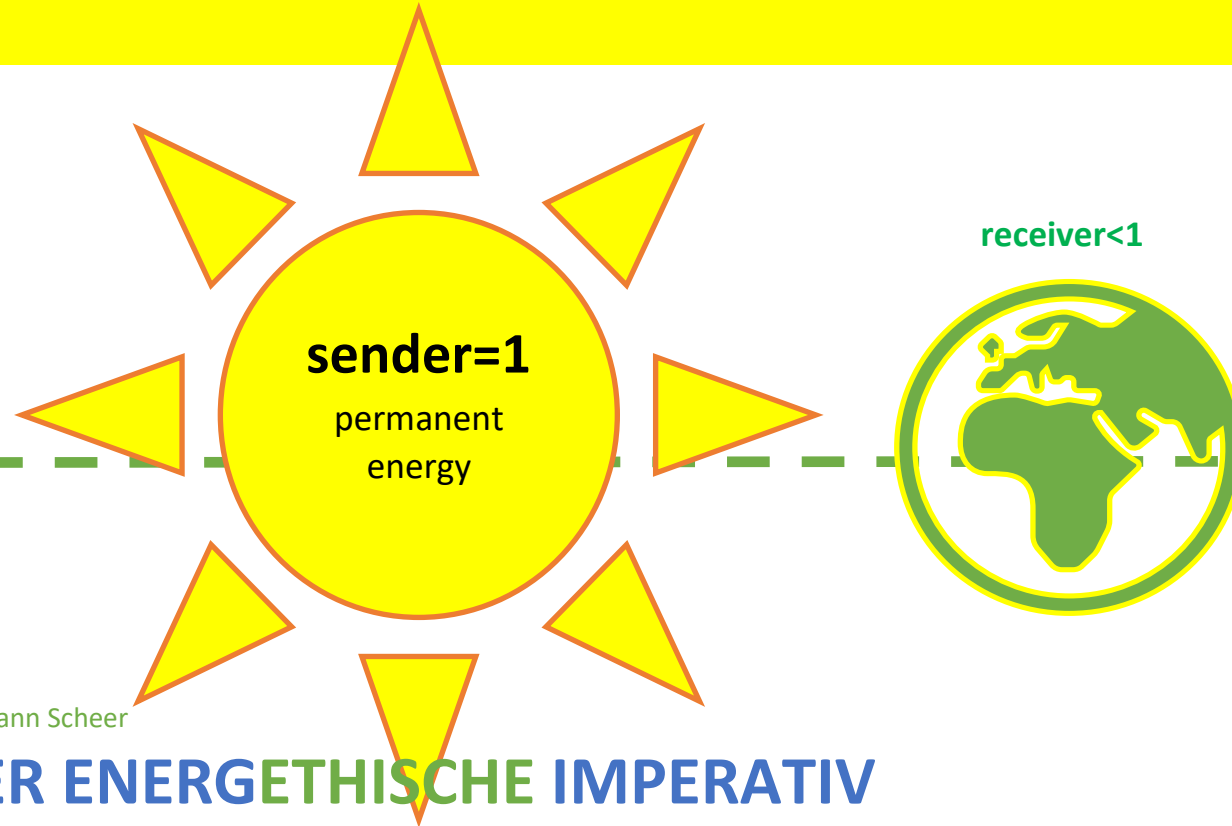 receiver<1
sender=1
permanent
energy
ann Scheer
ER ENERGETHISCHE IMPERATIV